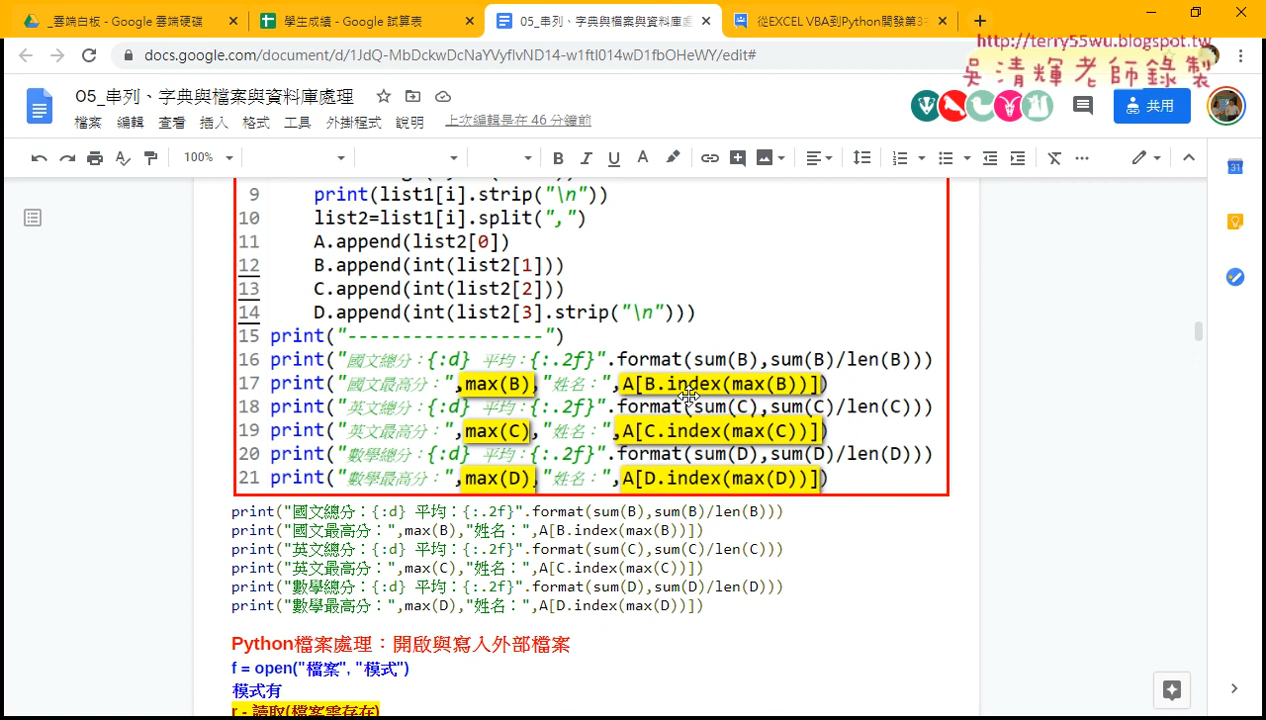 _雲端白板 - Google 雲端硬碟
學生成績 - Google 試算表
05_串列、字典與檔案與資料庫處
從EXCEL VBA到Python開發第3
docs.google.com/document/d/1JdQ-MbDckwDcNaYVyflvND14-w1ftI014wD1fbOHeWY/edit#
http://terry55wu.blogspot.tw
吳清輝老師錄製
05_串列、字典與檔案與資料庫處理
檔案 編輯 查看 插入 格式 工具 外掛程式 說明 上次編輯是在 46 分鐘前
共用
100%
9 print(list1[i].strip("\n"))
10 list2=list1[i].split(",")
11 A.append(list2[0])
12 B.append(int(list2[1]))
13 C.append(int(list2[2]))
14 D.append(int(list2[3].strip("\n")))
15 print("------------------")
16 print("國文總分：{:d} 平均：{:.2f}".format(sum(B),sum(B)/len(B)))
17 print("國文最高分：",max(B),"姓名：",A[B.index(max(B))])
18 print("英文總分：{:d} 平均：{:.2f}".format(sum(C),sum(C)/len(C)))
19 print("英文最高分：",max(C),"姓名：",A[C.index(max(C))])
20 print("數學總分：{:d} 平均：{:.2f}".format(sum(D),sum(D)/len(D)))
21 print("數學最高分：",max(D),"姓名：",A[D.index(max(D))])
print("國文總分：{:d} 平均：{:.2f}".format(sum(B),sum(B)/len(B)))
print("國文最高分：",max(B),"姓名：",A[B.index(max(B))])
print("英文總分：{:d} 平均：{:.2f}".format(sum(C),sum(C)/len(C)))
print("英文最高分：",max(C),"姓名：",A[C.index(max(C))])
print("數學總分：{:d} 平均：{:.2f}".format(sum(D),sum(D)/len(D)))
print("數學最高分：",max(D),"姓名：",A[D.index(max(D))])
Python檔案處理：開啟與寫入外部檔案
f = open("檔案", "模式")
模式有
r - 讀取(檔案需存在)